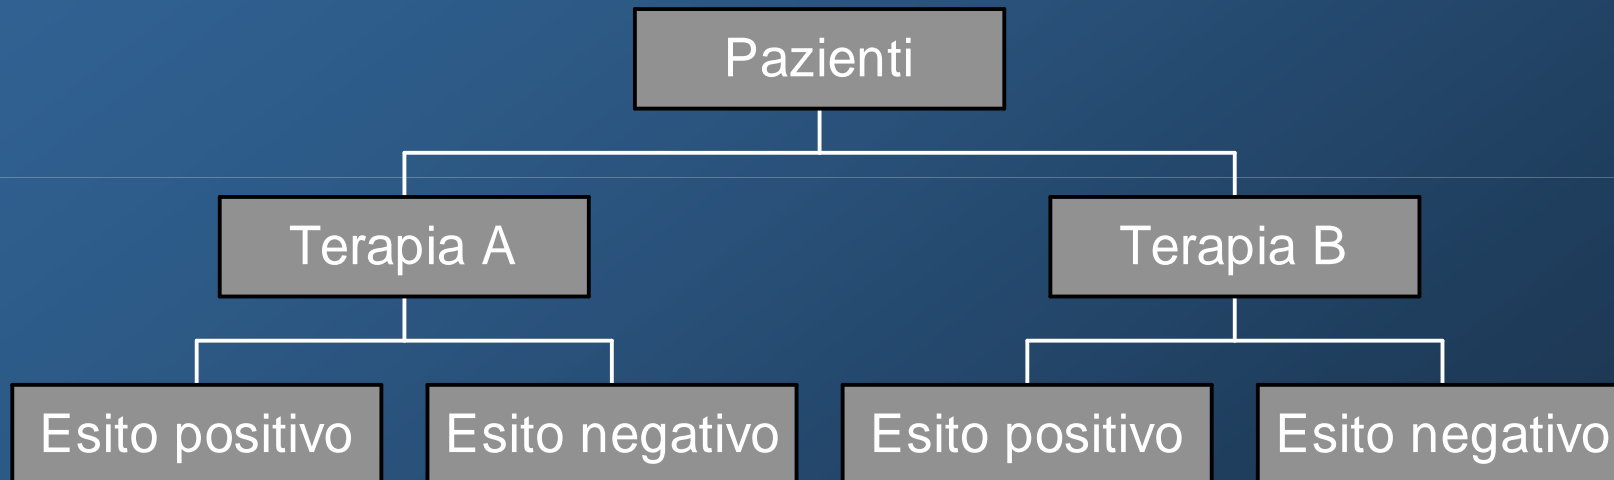 Pazienti
Terapia A
Terapia B
Esito positivo
Esito negativo
Esito positivo
Esito negativo